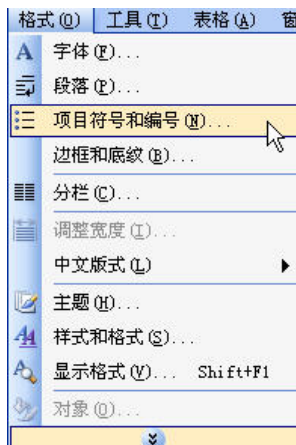 格式(O) 工具(T) 表格(A) 窗
字体(F)...
段落(P)...
项目符号和编号(N)...
边框和底纹(B)...
分栏(C)...
调整宽度(I)...
中文版式(L)
主题(H)...
样式和格式(S)...
显示格式(V)... Shift+F1
对象(O)...